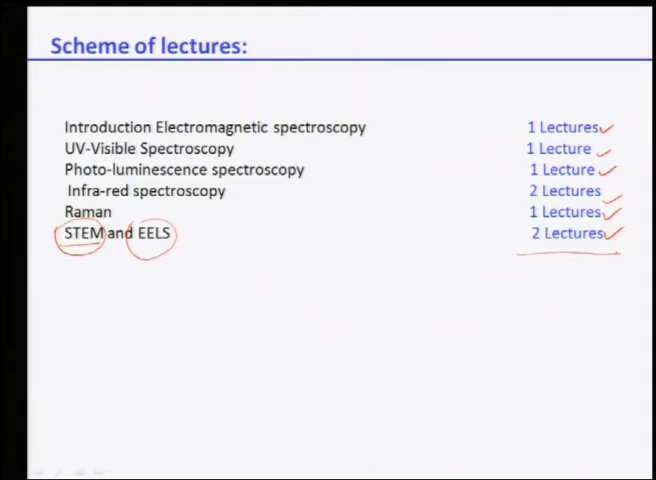 Scheme of lectures:
Introduction Electromagnetic spectroscopy 1 Lectures
UV-Visible Spectroscopy 1 Lecture
Photo-luminescence spectroscopy 1 Lecture
Infra-red spectroscopy 2 Lectures
Raman 1 Lectures
STEM and EELS 2 Lectures